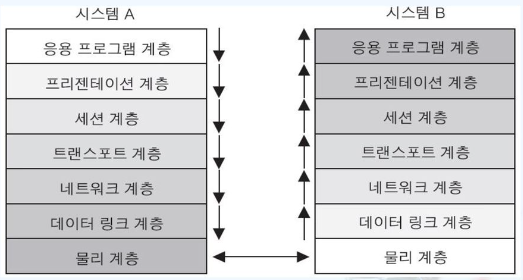 시스템 A
응용 프로그램 계층
프리젠테이션 계층
세션 계층
트랜스포트 계층
네트워크 계층
데이터 링크 계층
물리 계층
시스템 B
응용 프로그램 계층
프리젠테이션 계층
세션 계층
트랜스포트 계층
네트워크 계층
데이터 링크 계층
물리 계층